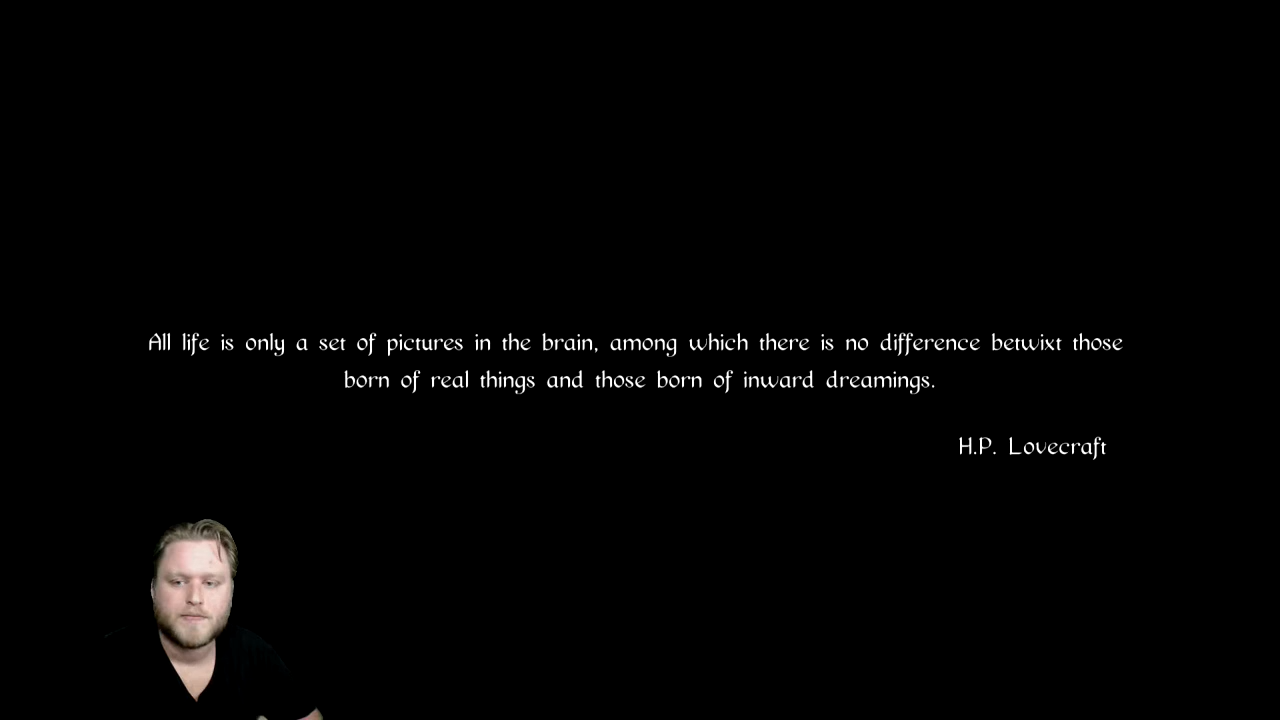 All life is only a set of pictures in the brain, among which there is no difference betwixt those
born of real things and those born of inward dreamings.
H.P. Lovecraft